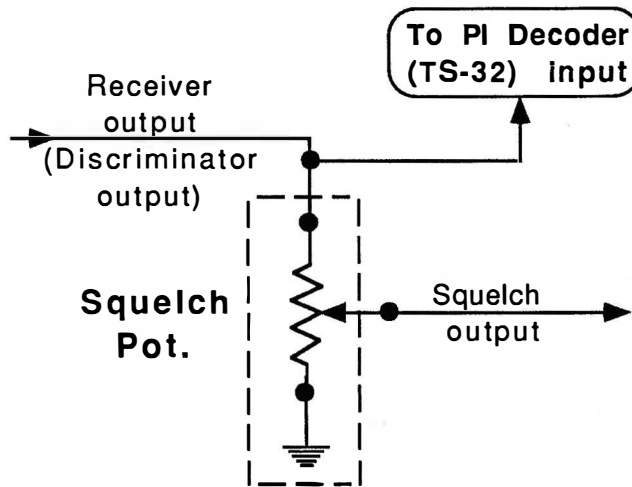 To PI Decoder
(TS-32) input
Receiver
output
(Discriminator
output)
Squelch
Pot.
Squelch
output